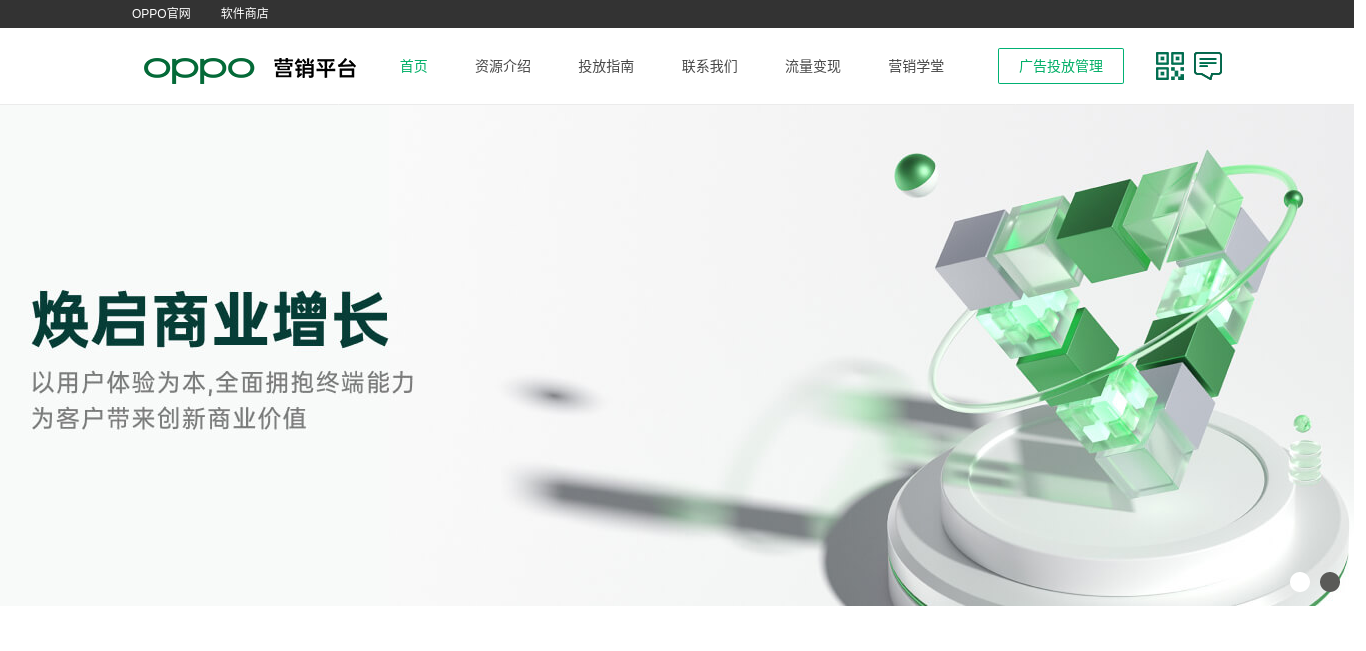 OPPO官网 软件商店
oppo 营销平台 首页 资源介绍 投放指南 联系我们 流量变现 营销学堂 广告投放管理
焕启商业增长
以用户体验为本,全面拥抱终端能力
为客户带来创新商业价值